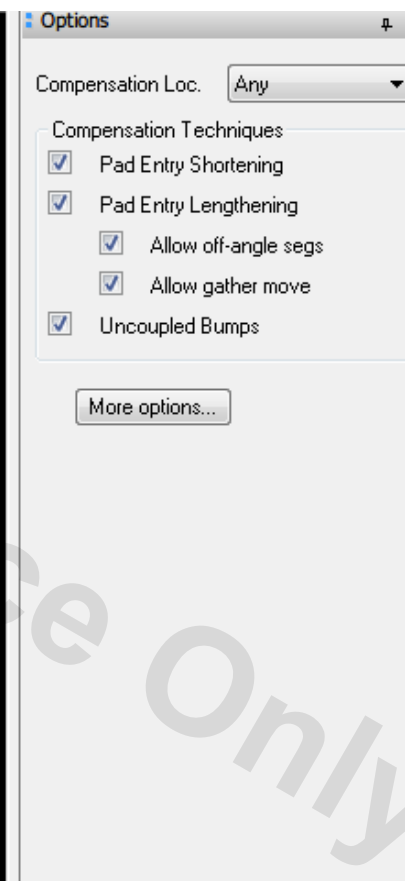 Options
Compensation Loc. Any
Compensation Techniques
Pad Entry Shortening
Pad Entry Lengthening
Allow off-angle segs
Allow gather move
Uncoupled Bumps
More options...
ce Only